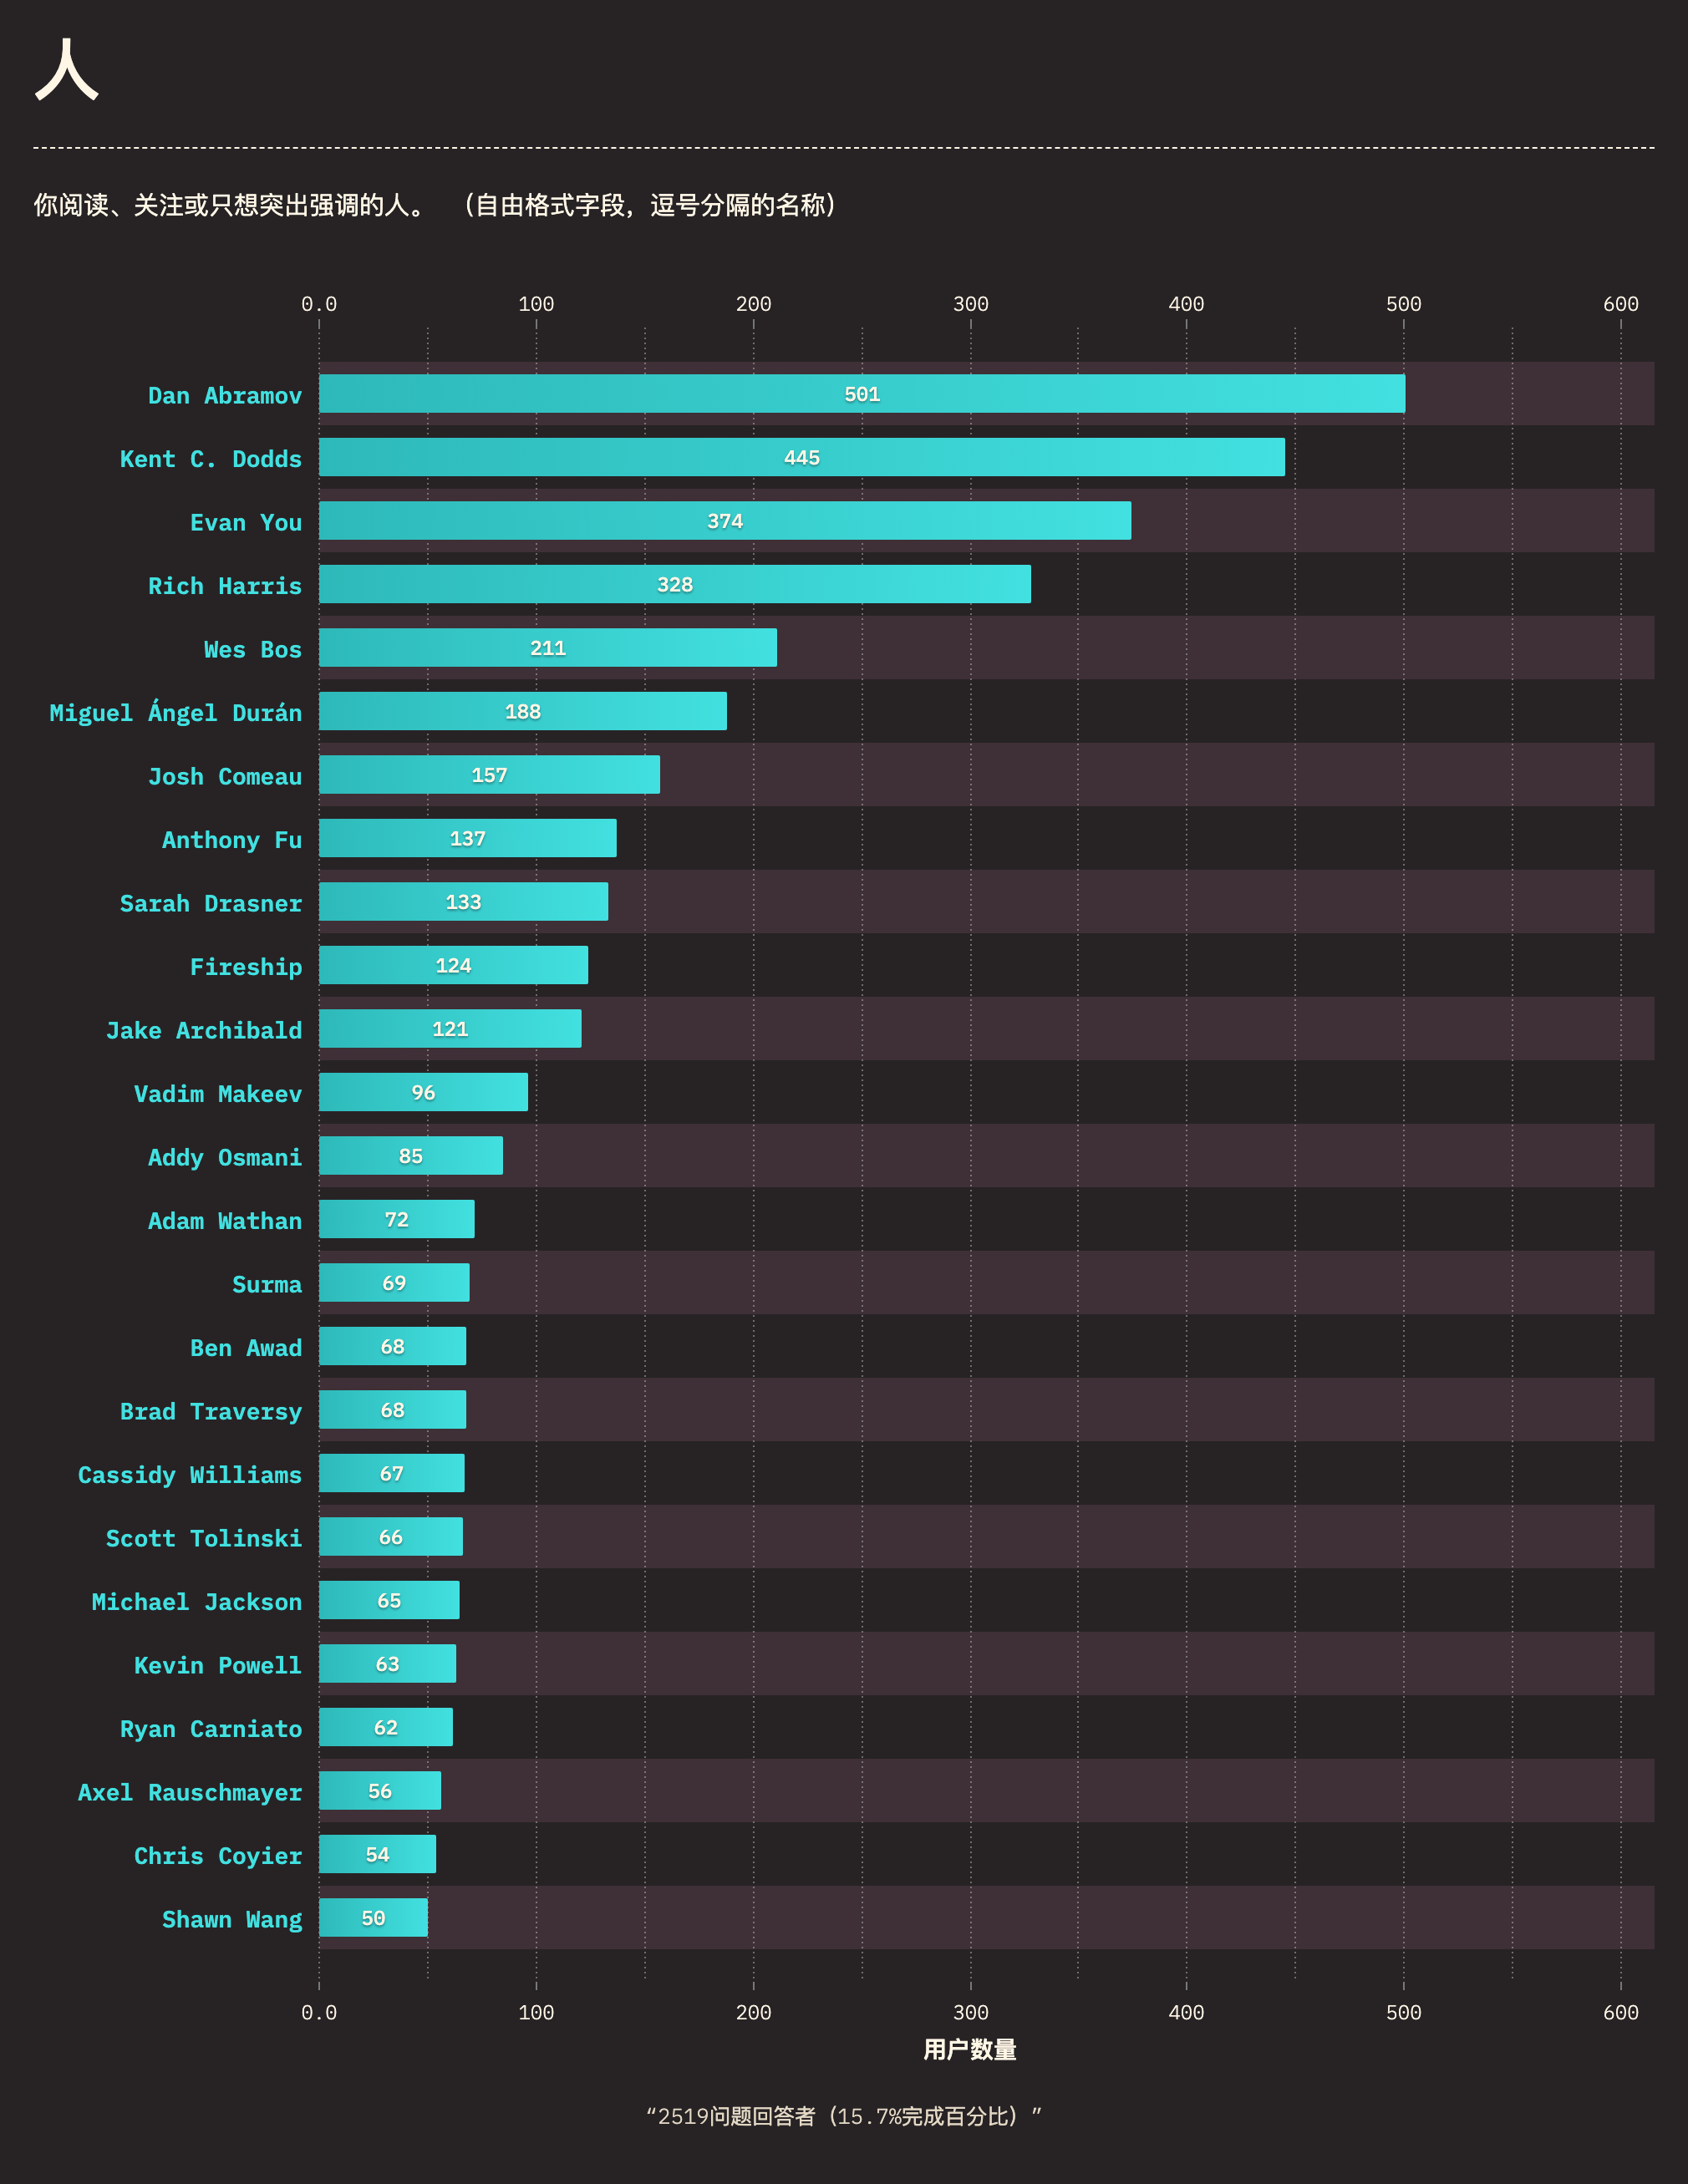 人
你阅读、关注或只想突出强调的人。 （自由格式字段，逗号分隔的名称）
0.0 100 200 300 400 500 600
Dan Abramov 501
Kent C. Dodds 445
Evan You 374
Rich Harris 328
Wes Bos 211
Miguel Ángel Durán 188
Josh Comeau 157
Anthony Fu 137
Sarah Drasner 133
Fireship 124
Jake Archibald 121
Vadim Makeev 96
Addy Osmani 85
Adam Wathan 72
Surma 69
Ben Awad 68
Brad Traversy 68
Cassidy Williams 67
Scott Tolinski 66
Michael Jackson 65
Kevin Powell 63
Ryan Carniato 62
Axel Rauschmayer 56
Chris Coyier 54
Shawn Wang 50
0.0 100 200 300 400 500 600
用户数量
“2519问题回答者（15.7%完成百分比）”